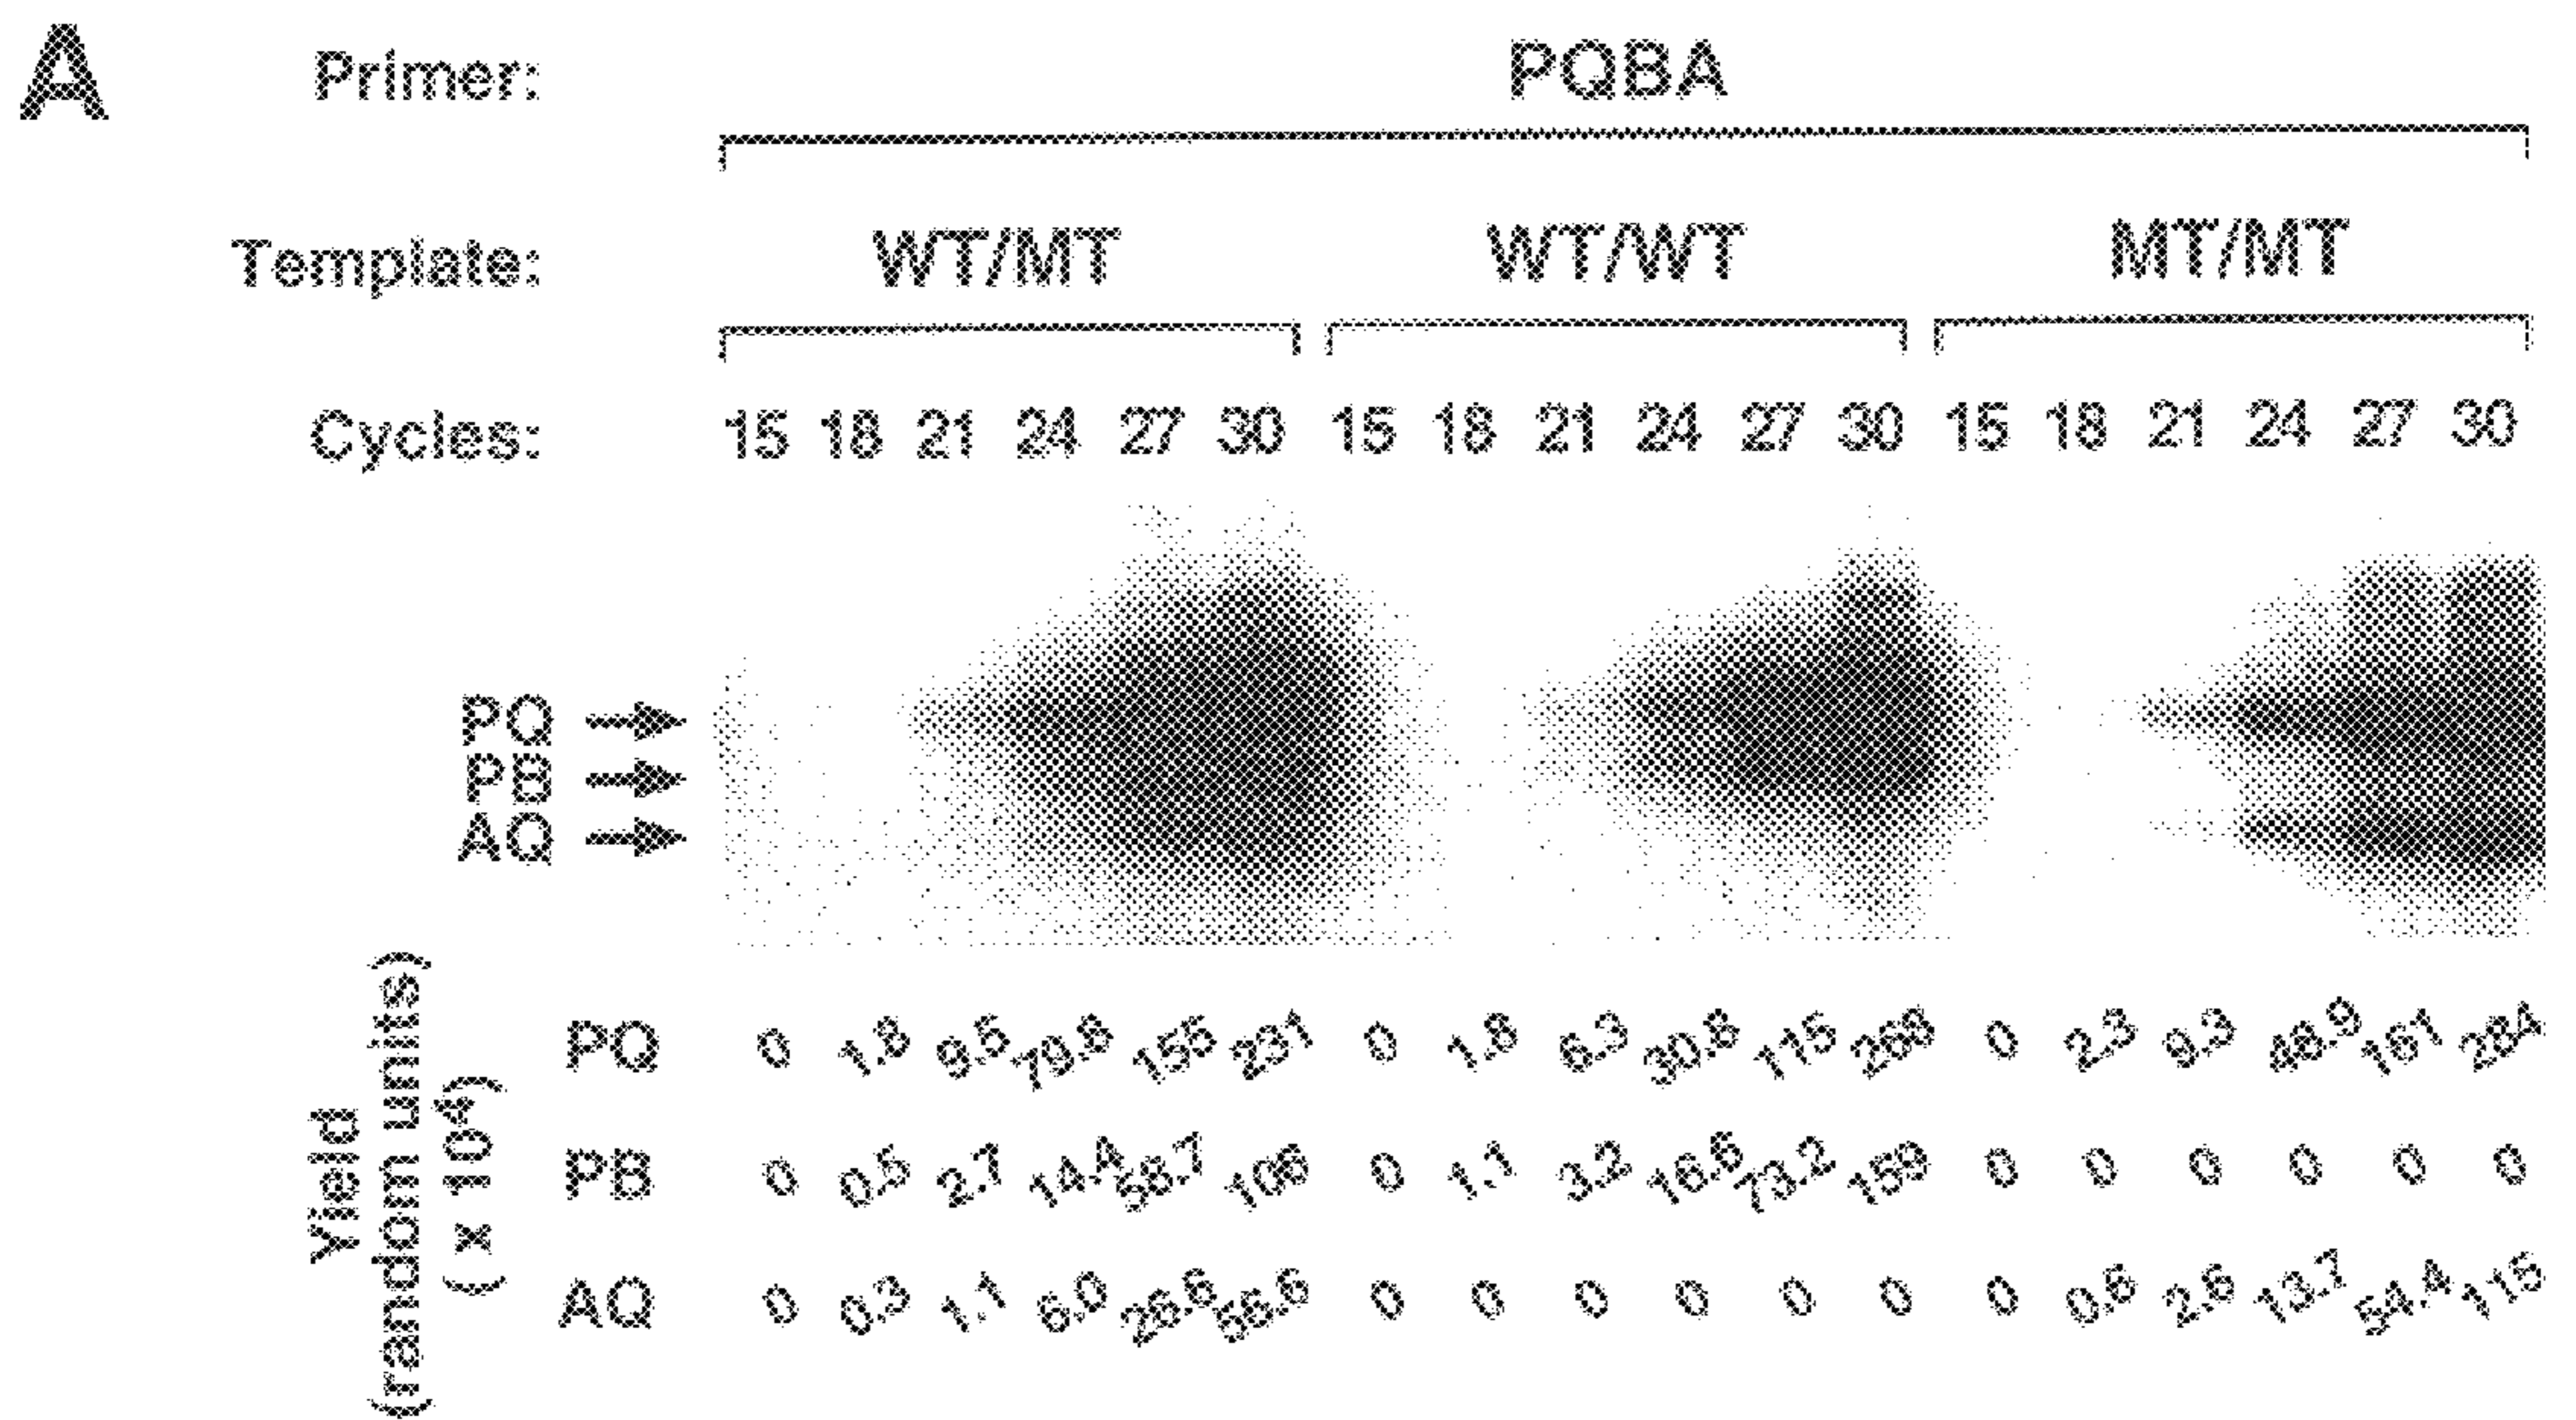 A
Primer: PQBA
Template: WT/MT WT/WT MT/MT
Cycles: 15 18 21 24 27 30 15 18 21 24 27 30 15 18 21 24 27 30
PQ
PB
AQ
Yield
(random units)
(x 10⁴)
PQ 0 1.8 9.5 79.8 155 231 0 1.8 6.3 30.8 115 268 0 2.3 9.3 48.9 161 284
PB 0 0.5 2.7 14.4 58.7 106 0 1.1 3.2 16.6 73.2 159 0 0 0 0 0 0
AQ 0 0.3 1.1 6.0 26.6 56.6 0 0 0 0 0 0 0 0.6 2.6 13.7 54.4 115